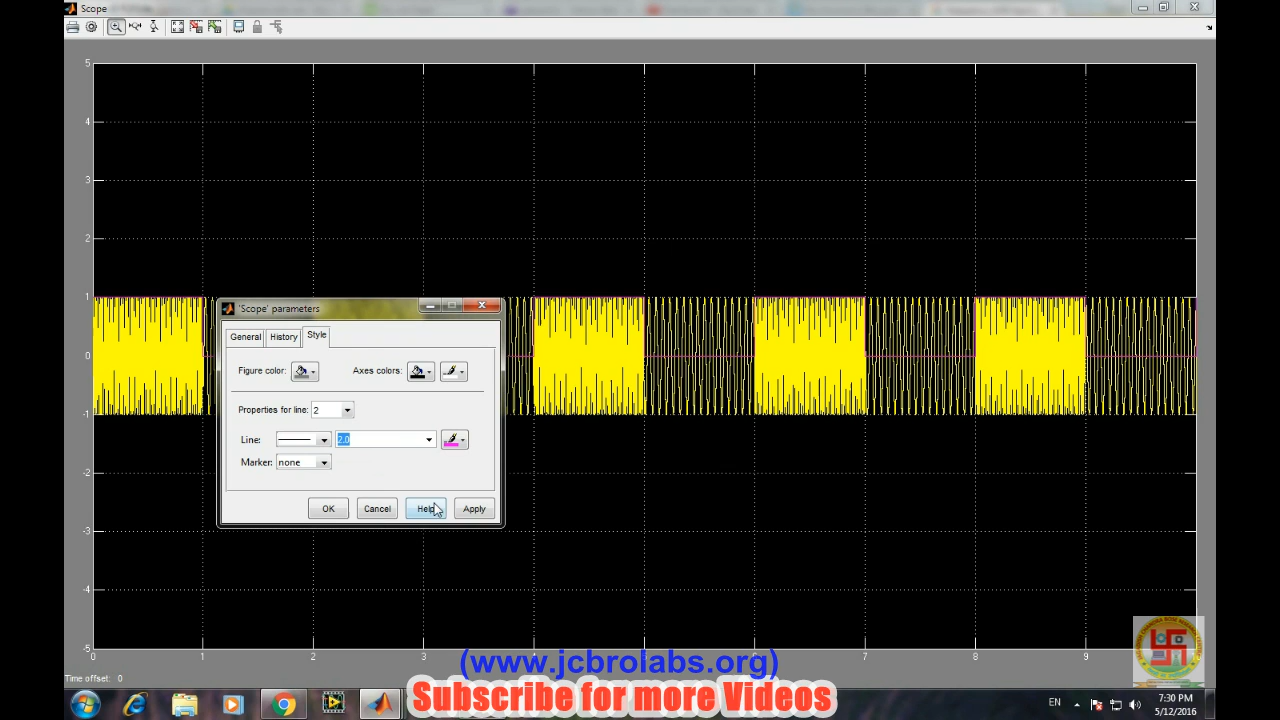 Scope
5
4
3
2
1
0
-1
-2
-3
-4
-5
0 1 2 3 7 8 9
Time offset: 0
'Scope' parameters
General History Style
Figure color: Axes colors:
Properties for line: 2
Line: 2.0
Marker: none
OK Cancel Help Apply
(www.jcbrolabs.org)
Subscribe for more Videos
EN
7:30 PM
5/12/2016